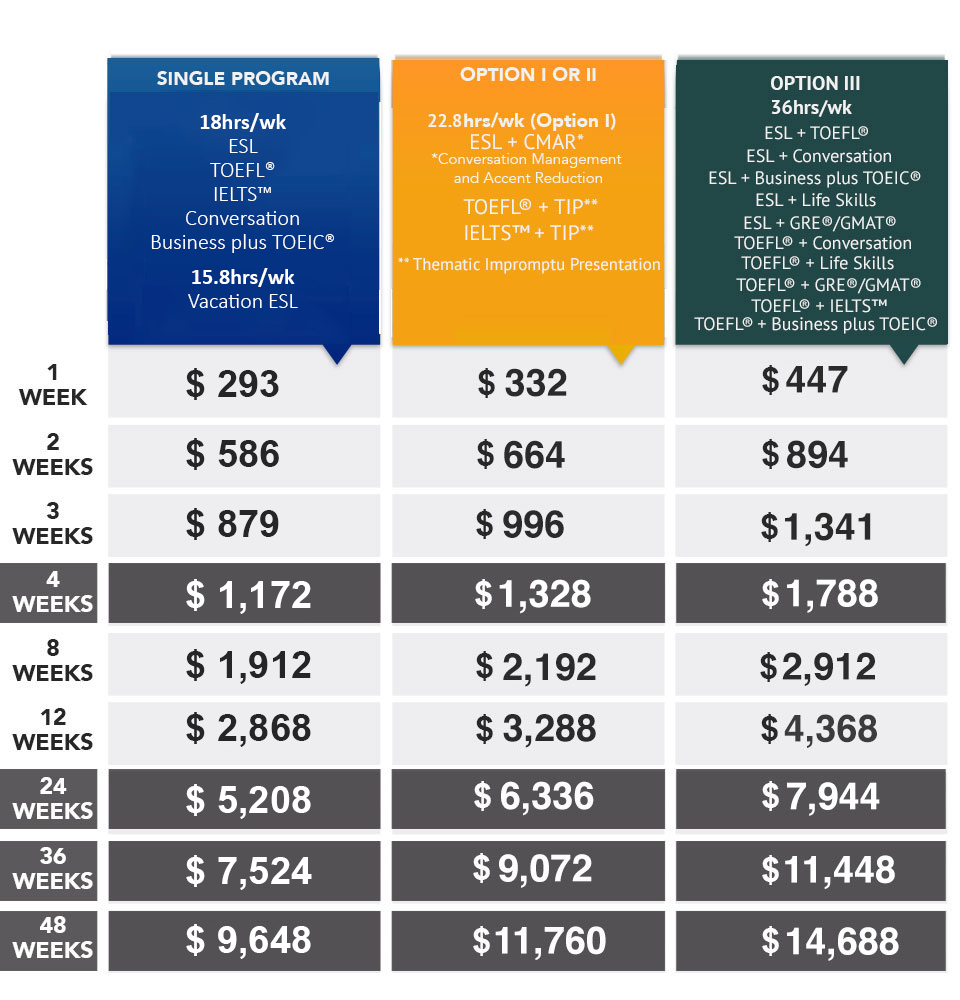 SINGLE PROGRAM
18hrs/wk
ESL
TOEFL®
IELTS™
Conversation
Business plus TOEIC®
15.8hrs/wk
Vacation ESL
OPTION I OR II
22.8hrs/wk (Option I)
ESL + CMAR*
*Conversation Management
and Accent Reduction
TOEFL® + TIP**
IELTS™ + TIP**
** Thematic Impromptu Presentation
OPTION III
36hrs/wk
ESL + TOEFL®
ESL + Conversation
ESL + Business plus TOEIC®
ESL + Life Skills
ESL + GRE®/GMAT®
TOEFL® + Conversation
TOEFL® + Life Skills
TOEFL® + GRE®/GMAT®
TOEFL® + IELTS™
TOEFL® + Business plus TOEIC®
1
WEEK
$ 293
$ 332
$ 447
2
WEEKS
$ 586
$ 664
$ 894
3
WEEKS
$ 879
$ 996
$ 1,341
4
WEEKS
$ 1,172
$ 1,328
$ 1,788
8
WEEKS
$ 1,912
$ 2,192
$ 2,912
12
WEEKS
$ 2,868
$ 3,288
$ 4,368
24
WEEKS
$ 5,208
$ 6,336
$ 7,944
36
WEEKS
$ 7,524
$ 9,072
$ 11,448
48
WEEKS
$ 9,648
$ 11,760
$ 14,688